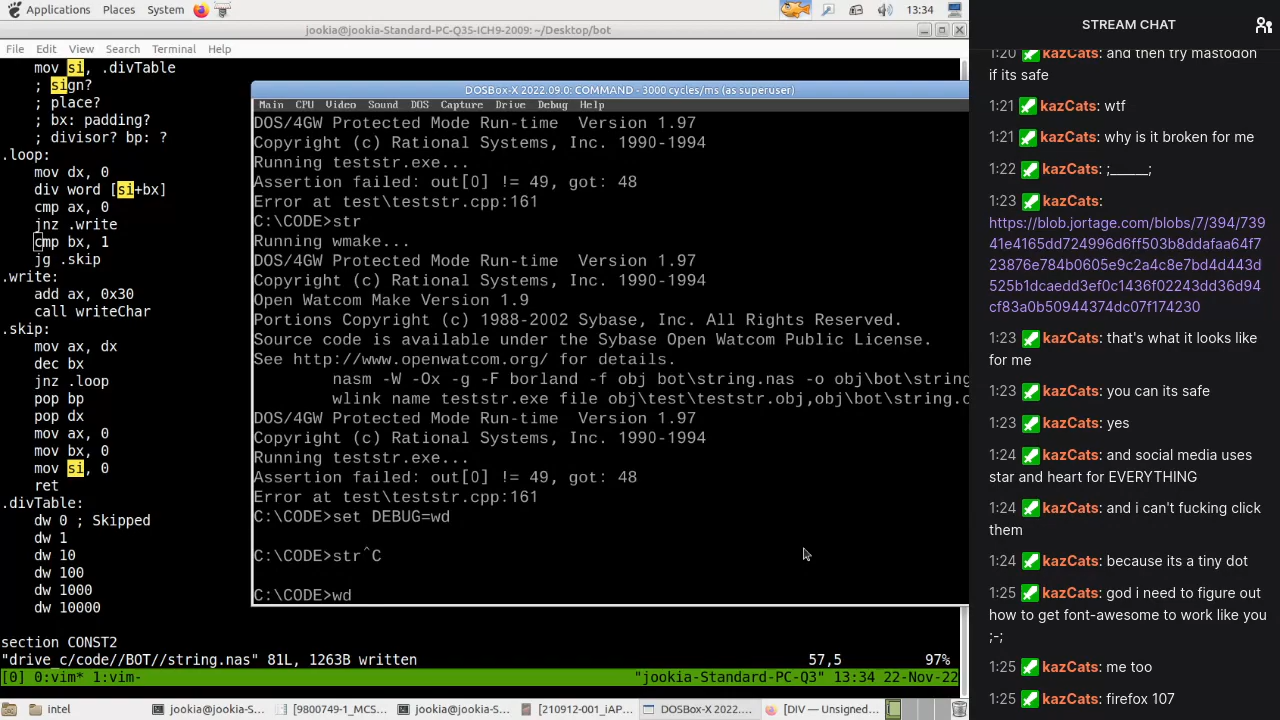 Applications Places System 13:34
jookia@jookia-Standard-PC-Q35-ICH9-2009: ~/Desktop/bot
File Edit View Search Terminal Help
mov si, .divTable
; sign?
; place?
; bx: padding?
; divisor? bp: ?
.loop:
mov dx, 0
div word [si+bx]
cmp ax, 0
jnz .write
cmp bx, 1
jg .skip
.write:
add ax, 0x30
call writeChar
.skip:
mov ax, dx
dec bx
jnz .loop
pop bp
pop dx
mov ax, 0
mov bx, 0
mov si, 0
ret
.divTable:
dw 0 ; Skipped
dw 1
dw 10
dw 100
dw 1000
dw 10000
section CONST2
"drive_c/code//BOT//string.nas" 81L, 1263B written 57,5 97%
[0] 0:vim* 1:vim- "jookia-Standard-PC-Q3" 13:34 22-Nov-22
DOSBox-X 2022.09.0: COMMAND - 3000 cycles/ms (as superuser)
Main CPU Video Sound DOS Capture Drive Debug Help
DOS/4GW Protected Mode Run-time Version 1.97
Copyright (c) Rational Systems, Inc. 1990-1994
Running teststr.exe...
Assertion failed: out[0] != 49, got: 48
Error at test\teststr.cpp:161
C:\CODE>str
Running wmake...
DOS/4GW Protected Mode Run-time Version 1.97
Copyright (c) Rational Systems, Inc. 1990-1994
Open Watcom Make Version 1.9
Portions Copyright (c) 1988-2002 Sybase, Inc. All Rights Reserved.
Source code is available under the Sybase Open Watcom Public License.
See http://www.openwatcom.org/ for details.
nasm -W -Ox -g -F borland -f obj bot\string.nas -o obj\bot\string
wlink name teststr.exe file obj\test\teststr.obj,obj\bot\string.o
DOS/4GW Protected Mode Run-time Version 1.97
Copyright (c) Rational Systems, Inc. 1990-1994
Running teststr.exe...
Assertion failed: out[0] != 49, got: 48
Error at test\teststr.cpp:161
C:\CODE>set DEBUG=wd
C:\CODE>str^C
C:\CODE>wd
intel jookia@jookia-S... [98009-9-1_MCS... jookia@jookia-S... [210912-001_iAP... DOSBox-X 2022.... [DIV — Unsigned...
STREAM CHAT
1:20 kazCats: and then try mastodon
if its safe
1:21 kazCats: wtf
1:21 kazCats: why is it broken for me
1:22 kazCats: ;_____;
1:23 kazCats:
https://blob.jortage.com/blobs/7/394/739
41e4165dd724996d6ff503b8ddafaa64f7
23876e784b0605e9c2a4c8e7bd4d443d
525b1dcaedd3ef0c1436f02243dd36d94
cf83a0b50944374dc07f174230
1:23 kazCats: that's what it looks like
for me
1:23 kazCats: you can its safe
1:23 kazCats: yes
1:24 kazCats: and social media uses
star and heart for EVERYTHING
1:24 kazCats: and i can't fucking click
them
1:24 kazCats: because its a tiny dot
1:25 kazCats: god i need to figure out
how to get font-awesome to work like you
;-;
1:25 kazCats: me too
1:25 kazCats: firefox 107